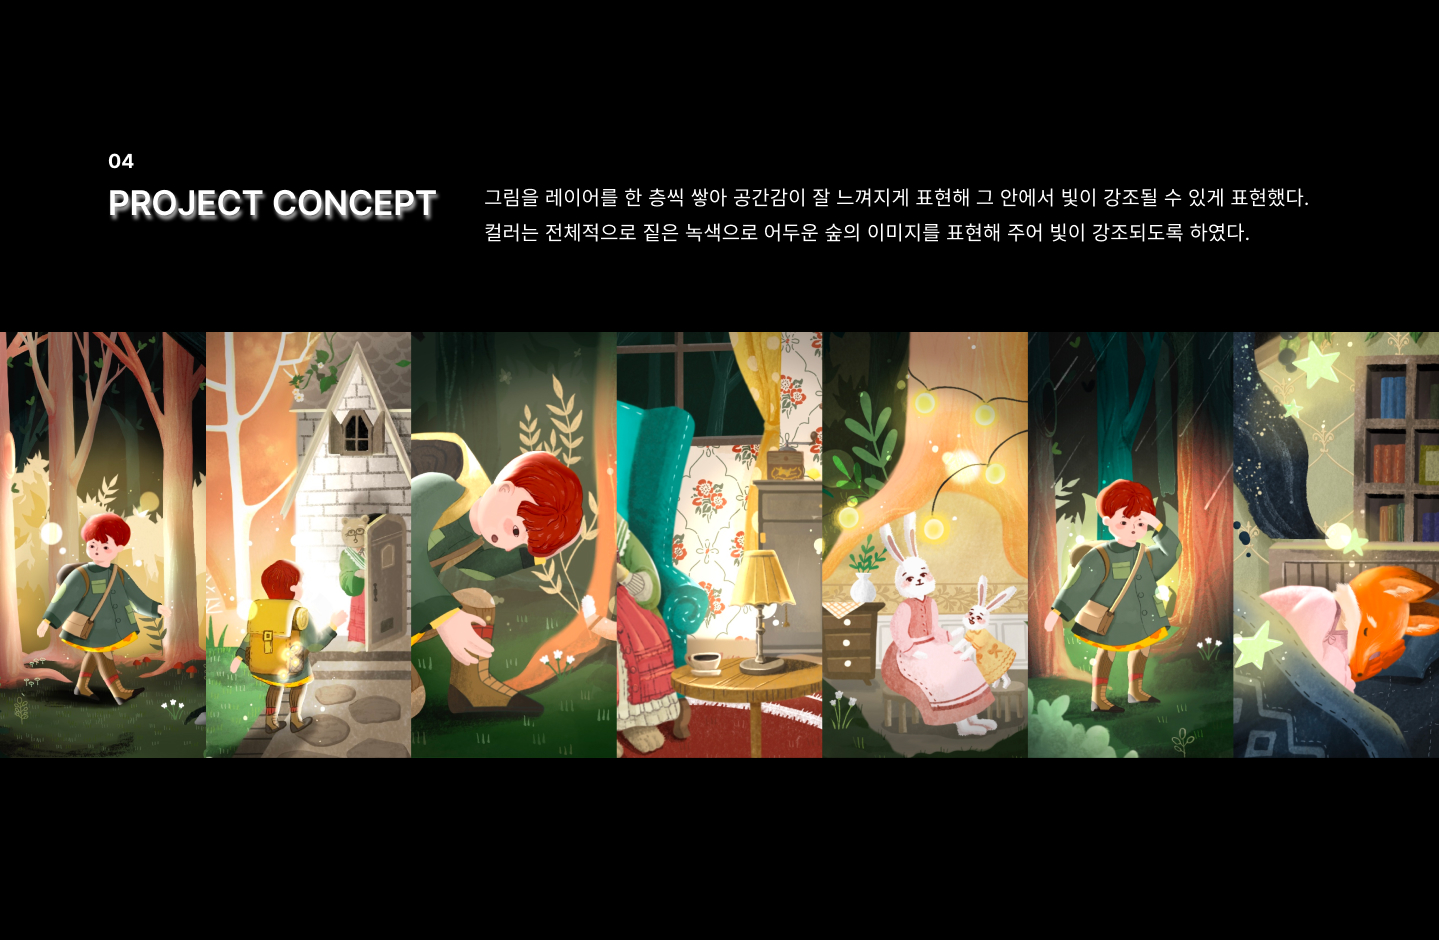 04
PROJECT CONCEPT
그림을 레이어를 한 층씩 쌓아 공간감이 잘 느껴지게 표현해 그 안에서 빛이 강조될 수 있게 표현했다.
컬러는 전체적으로 짙은 녹색으로 어두운 숲의 이미지를 표현해 주어 빛이 강조되도록 하였다.